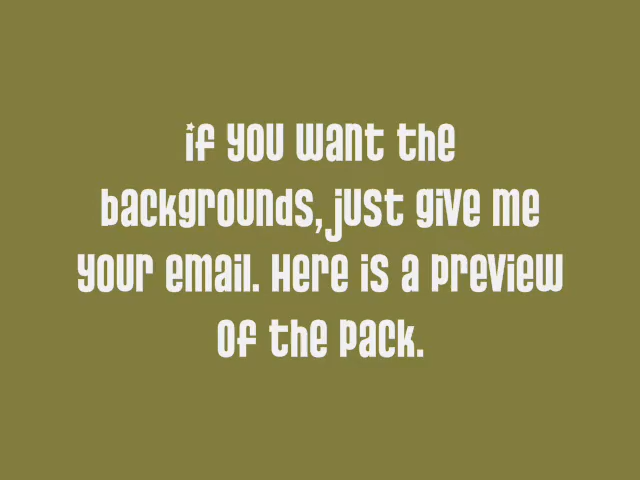 if you want the
backgrounds, just give me
your email. Here is a preview
of the pack.